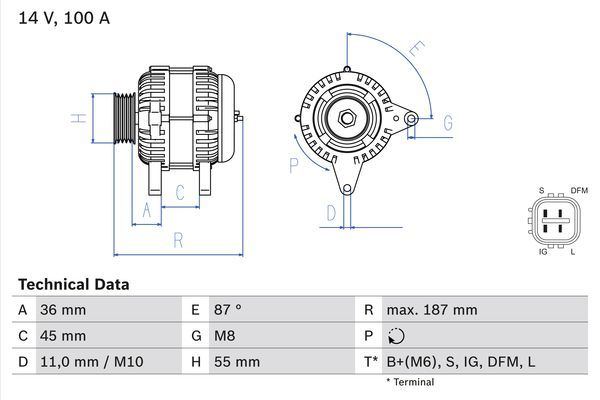 14 V, 100 A
E
H
G
P
A
C
D
R
S DFM
IG L
Technical Data
A 36 mm E 87 º R max. 187 mm
C 45 mm G M8 P
D 11,0 mm / M10 H 55 mm T* B+(M6), S, IG, DFM, L
* Terminal